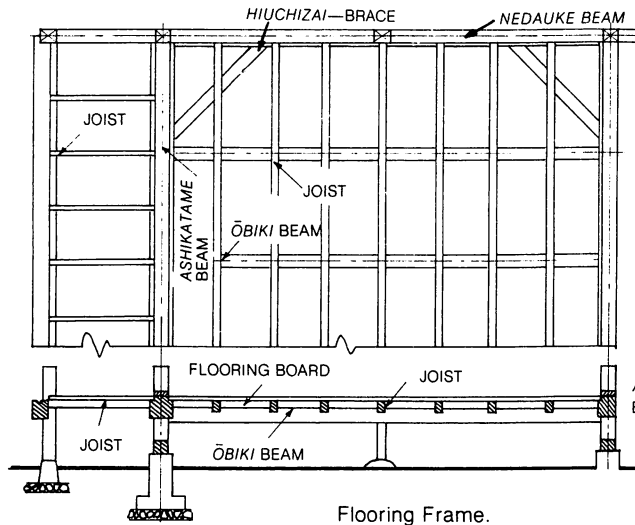 HIUCHIZAI—BRACE
NEDAUKE BEAM
JOIST
JOIST
ASHIKATAME
BEAM
ŌBIKI BEAM
FLOORING BOARD
JOIST
JOIST
ŌBIKI BEAM
Flooring Frame.